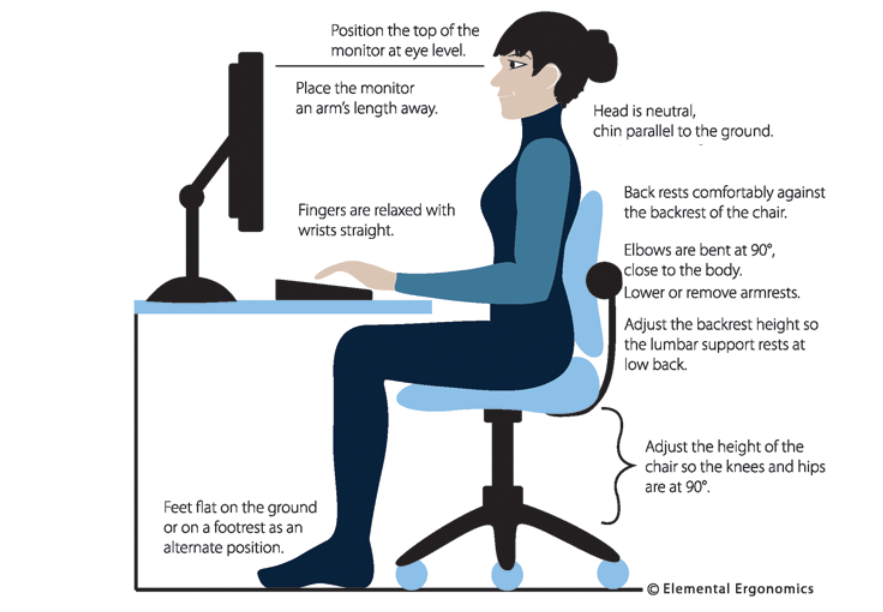 Position the top of the
monitor at eye level.
Place the monitor
an arm's length away.
Head is neutral,
chin parallel to the ground.
Back rests comfortably against
the backrest of the chair.
Fingers are relaxed with
wrists straight.
Elbows are bent at 90°,
close to the body.
Lower or remove armrests.
Adjust the backrest height so
the lumbar support rests at
low back.
Adjust the height of the
chair so the knees and hips
are at 90°.
Feet flat on the ground
or on a footrest as an
alternate position.
© Elemental Ergonomics